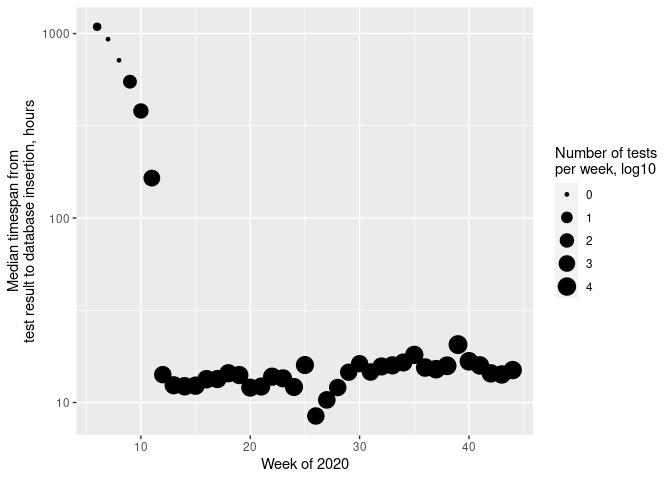 1000
100
10
10
20
30
40
Week of 2020
Median timespan from
test result to database insertion, hours
Number of tests
per week, log10
0
1
2
3
4